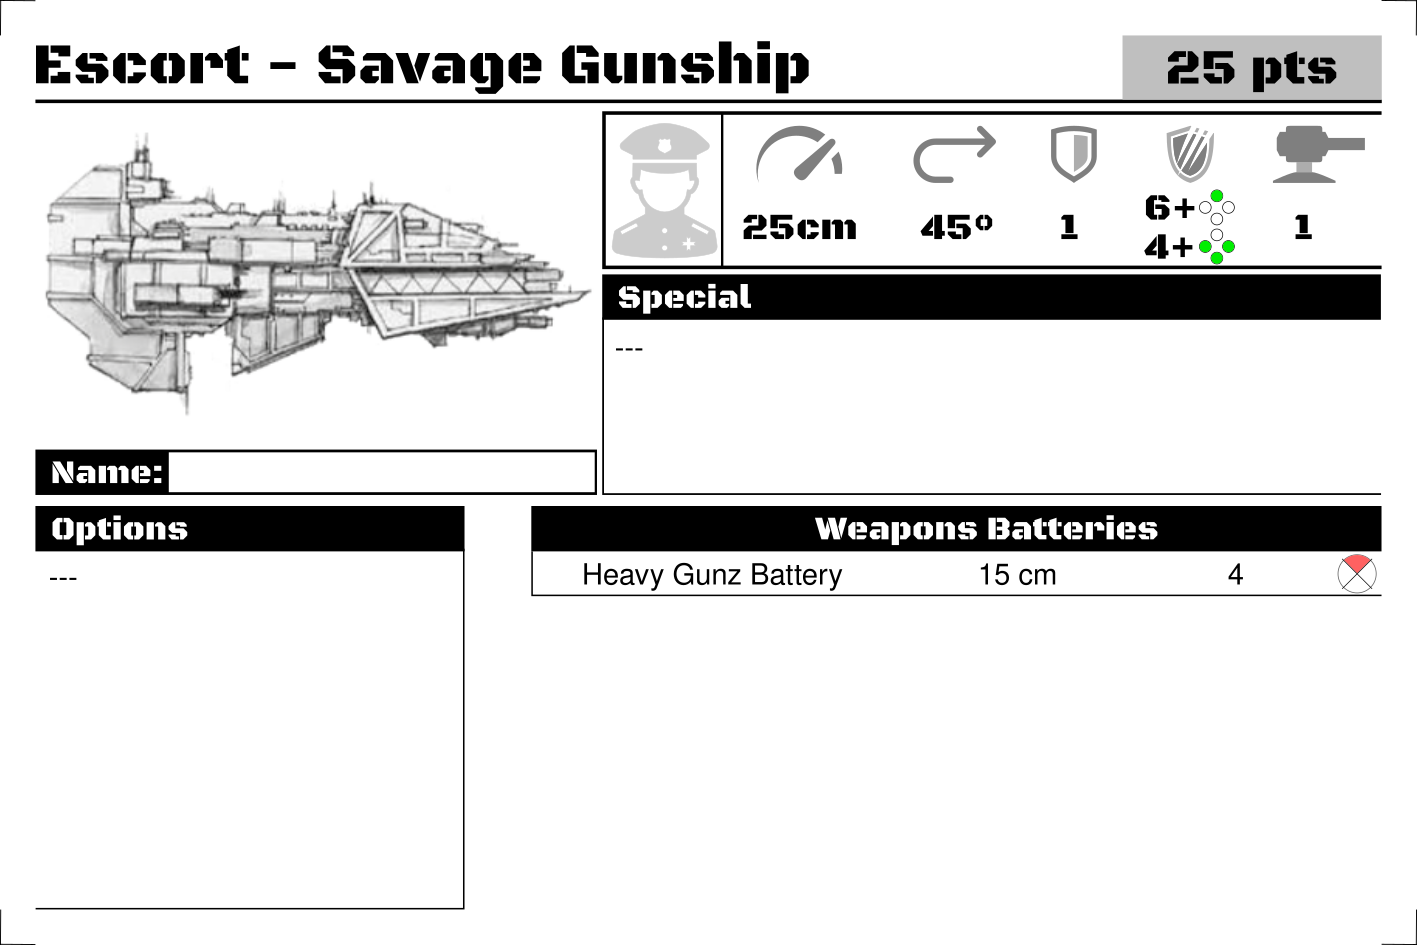 Escort – Savage Gunship
25 pts
25cm 45º 1 6+ 4+ 1
Special
---
Name:
Options
---
Weapons Batteries
Heavy Gunz Battery 15 cm 4